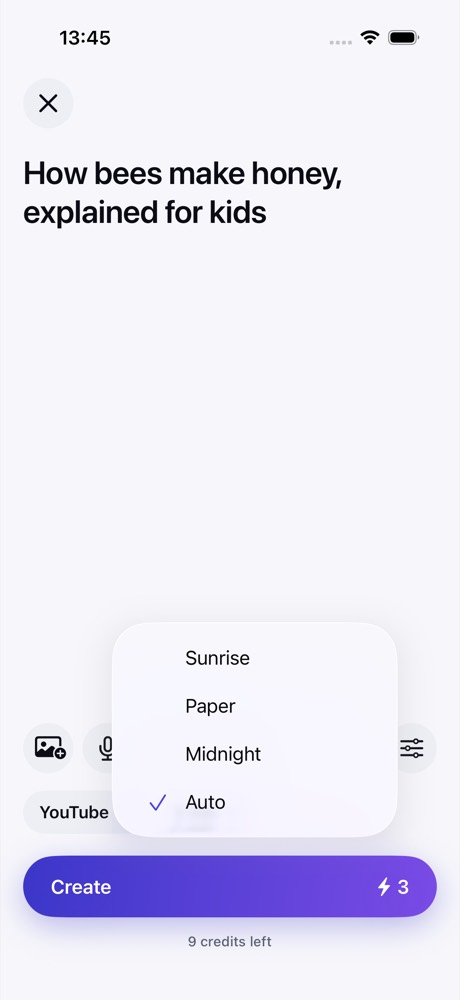 13:45
How bees make honey,
explained for kids
Sunrise
Paper
Midnight
Auto
YouTube
Create
3
9 credits left